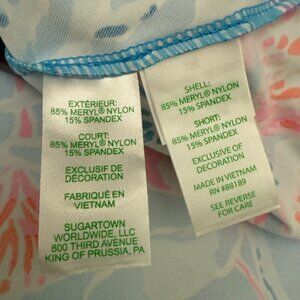 EXTÉRIEUR:
85% MERYL® NYLON
15% SPANDEX
COURT:
85% MERYL® NYLON
15% SPANDEX
EXCLUSIF DE
DÉCORATION
FABRIQUÉ EN
VIETNAM
SUGARTOWN
WORLDWIDE, LLC
800 THIRD AVENUE
KING OF PRUSSIA, PA
SHELL:
85% MERYL® NYLON
15% SPANDEX
SHORT:
85% MERYL® NYLON
15% SPANDEX
EXCLUSIVE OF
DECORATION
MADE IN VIETNAM
RN #88189
SEE REVERSE
FOR CARE